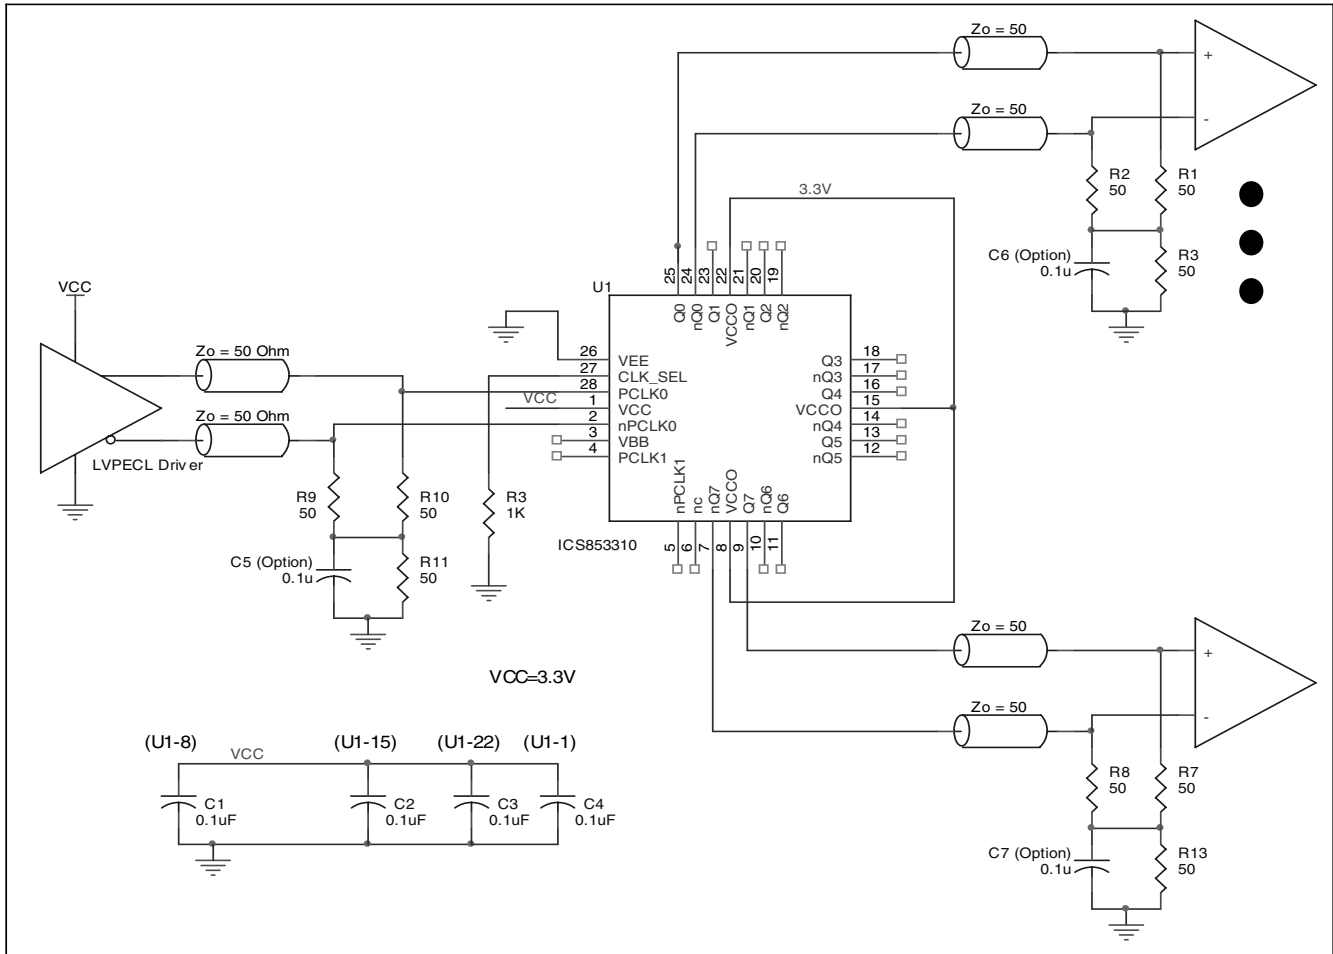 Zo = 50
+
Zo = 50
-
R2
50
R1
50
3.3V
C6 (Option)
0.1u
R3
50
25
24
23
22
21
20
19
U1
Q0
nQ0
Q1
VCCO
nQ1
Q2
nQ2
VCC
Zo = 50 Ohm
Zo = 50 Ohm
LVPECL Driver
26
27
28
1
2
3
4
VCC
VEE
CLK_SEL
PCLK0
VCC
nPCLK0
VBB
PCLK1
Q3
nQ3
Q4
VCCO
nQ4
Q5
nQ5
18
17
16
15
14
13
12
nPCLK1
nc
nQ7
VCCO
Q7
nQ6
Q6
5
6
7
8
9
10
11
ICS853310
R9
50
R10
50
R3
1K
C5 (Option)
0.1u
R11
50
VCC=3.3V
Zo = 50
+
Zo = 50
-
R8
50
R7
50
C7 (Option)
0.1u
R13
50
(U1-8)
VCC
(U1-15)
(U1-22)
(U1-1)
C1
0.1uF
C2
0.1uF
C3
0.1uF
C4
0.1uF